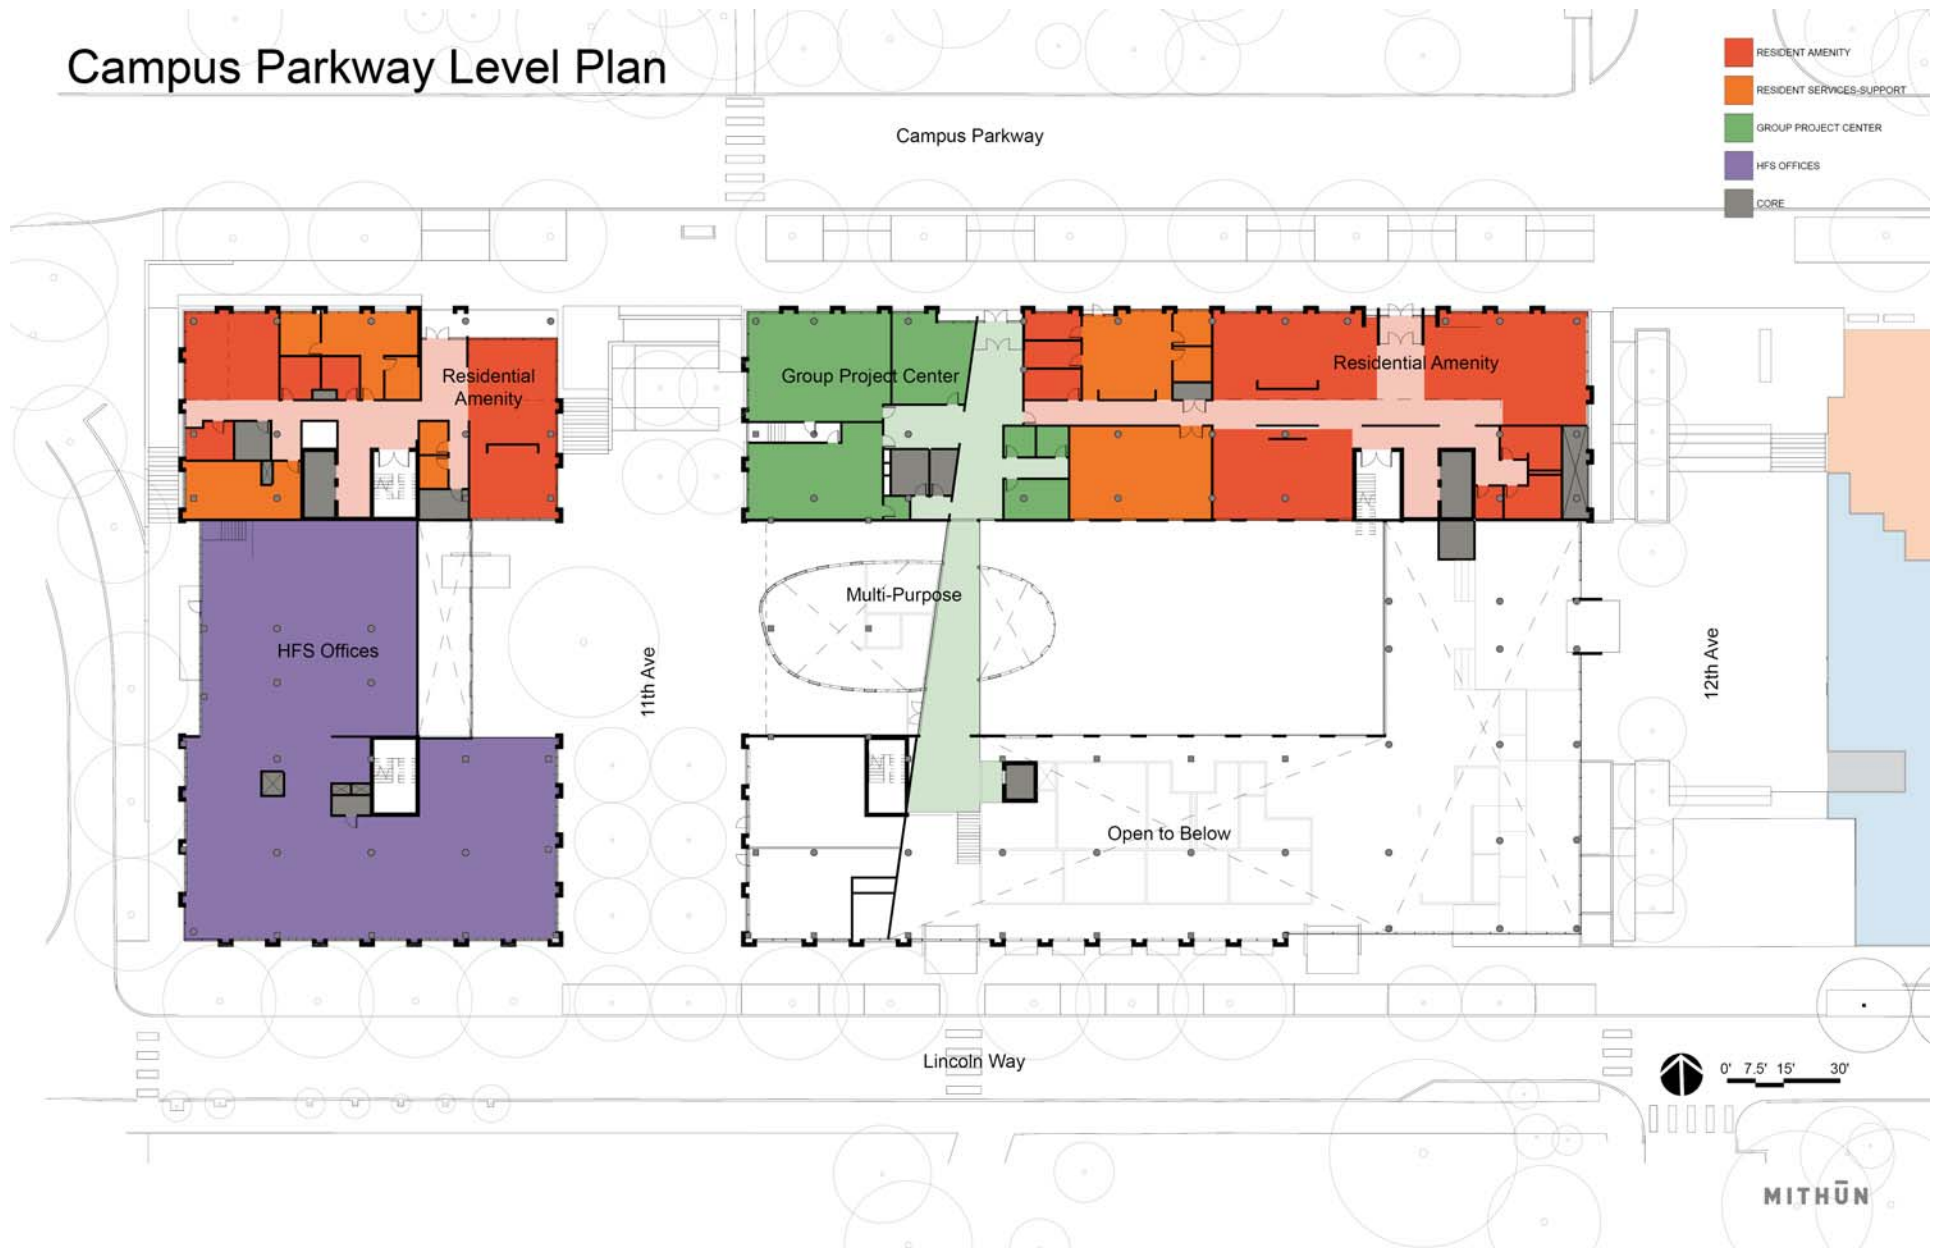 Campus Parkway Level Plan
RESIDENT AMENITY
RESIDENT SERVICES-SUPPORT
GROUP PROJECT CENTER
HFS OFFICES
CORE
Campus Parkway
Residential
Amenity
Group Project Center
Residential Amenity
Multi-Purpose
HFS Offices
11th Ave
12th Ave
Open to Below
Lincoln Way
0' 7.5' 15' 30'
MITHŪN